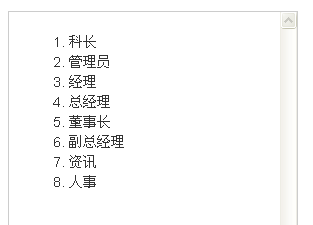 1. 科长
2. 管理员
3. 经理
4. 总经理
5. 董事长
6. 副总经理
7. 资讯
8. 人事